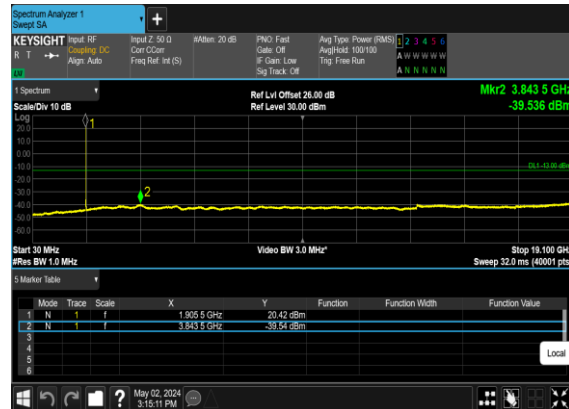 Spectrum Analyzer 1
Swept SA
+
KEYSIGHT Input: RF Input Z: 50 Ω #Atten: 20 dB PNO: Fast Avg Type: Power (RMS) 1 2 3 4 5 6
R T Coupling: DC Corr CCorr Gate: Off Avg|Hold: 100/100 A W W W W W
Align: Auto Freq Ref: Int (S) IF Gain: Low Trig: Free Run
Sig Track: Off A N N N N N
1 Spectrum Ref Lvl Offset 26.00 dB Mkr2 3.843 5 GHz
Scale/Div 10 dB Ref Level 30.00 dBm -39.536 dBm
Log
20.0
10.0
0.00
-10.0
-20.0
-30.0
-40.0
-50.0
-60.0
1
DL1 -13.00 dBm
2
Start 30 MHz Video BW 3.0 MHz* Stop 19.100 GHz
#Res BW 1.0 MHz Sweep 32.0 ms (40001 pts)
5 Marker Table
Mode Trace Scale X Y Function Function Width Function Value
1 N 1 f 1.905 5 GHz 20.42 dBm
2 N 1 f 3.843 5 GHz -39.54 dBm
3
4
5
6
Local
? May 02, 2024
3:15:11 PM